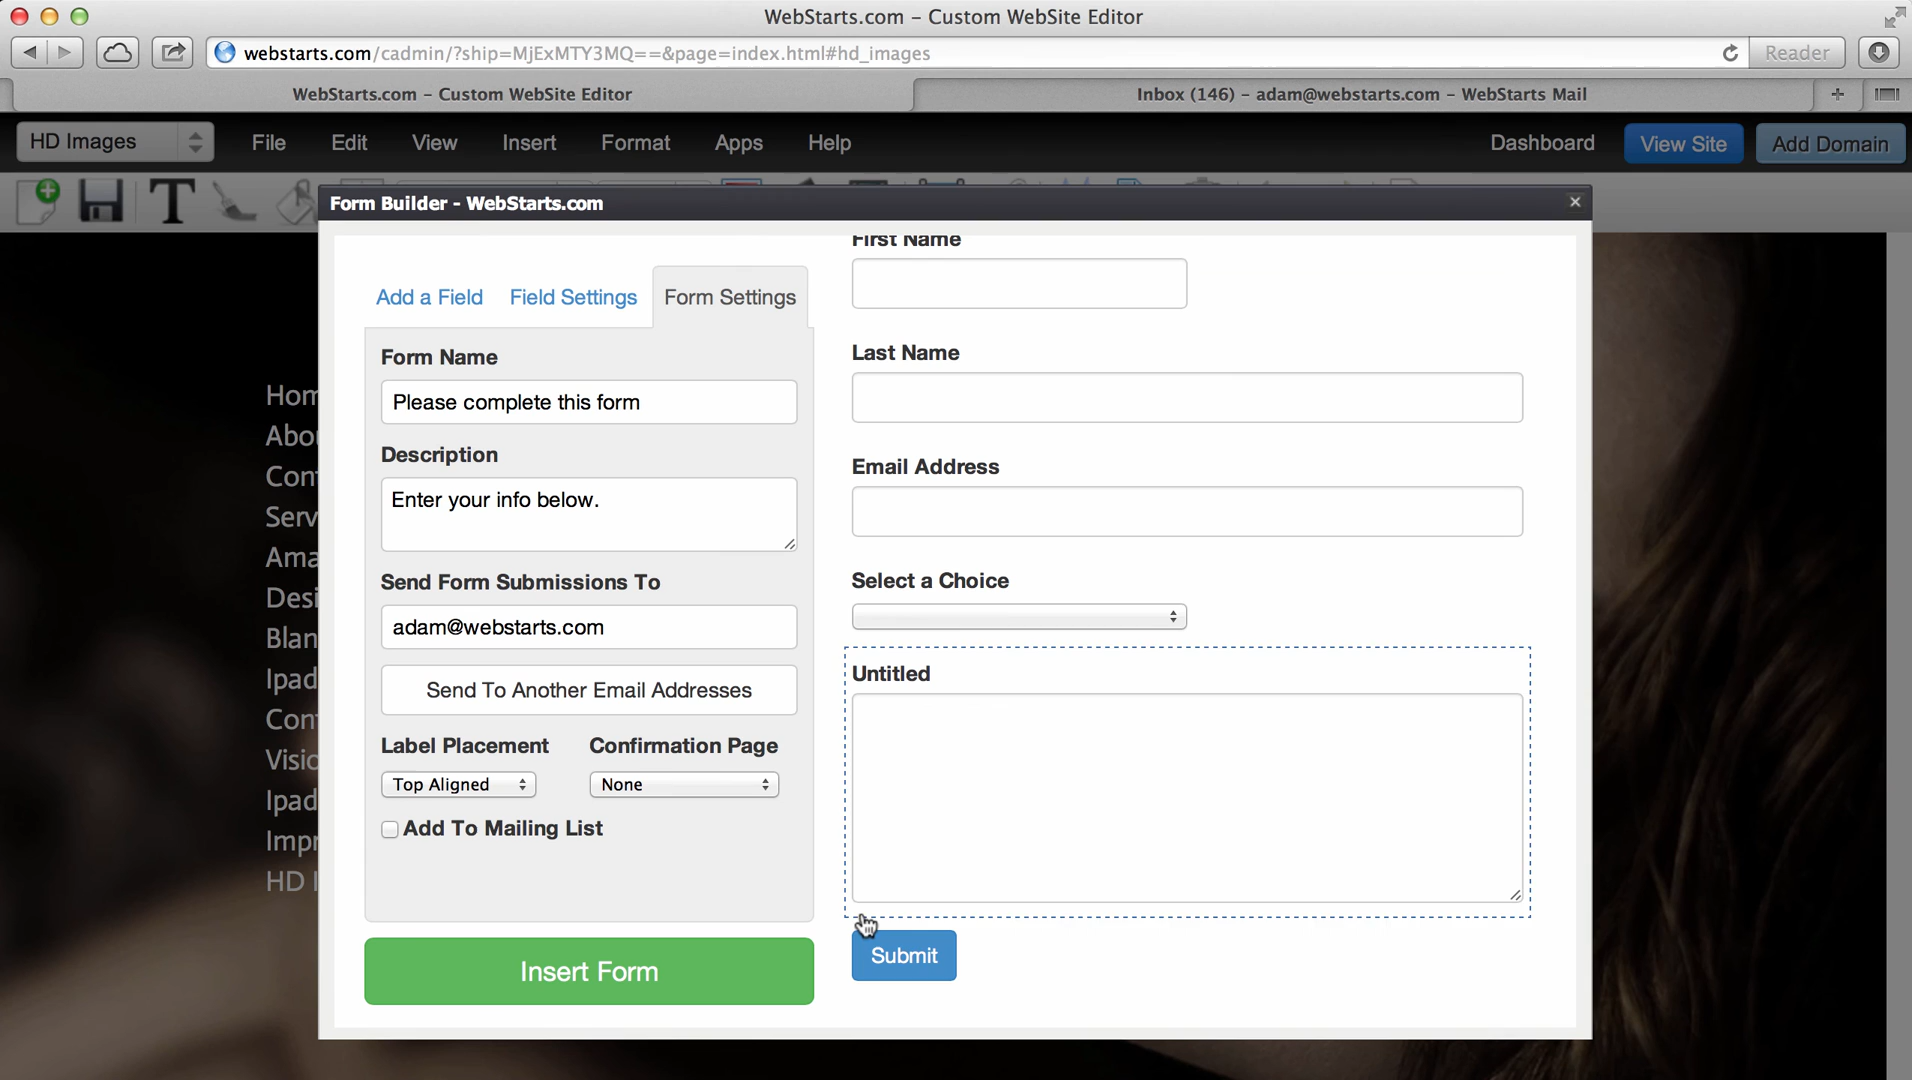 WebStarts.com – Custom WebSite Editor
webstarts.com/cadmin/?ship=MjExMTY3MQ==&page=index.html#hd_images
Reader
WebStarts.com – Custom WebSite Editor
Inbox (146) – adam@webstarts.com – WebStarts Mail
HD Images
File
Edit
View
Insert
Format
Apps
Help
Dashboard
View Site
Add Domain
Form Builder - WebStarts.com
Add a Field
Field Settings
Form Settings
Form Name
Please complete this form
Description
Enter your info below.
Send Form Submissions To
adam@webstarts.com
Send To Another Email Addresses
Label Placement
Confirmation Page
Top Aligned
None
Add To Mailing List
Insert Form
First Name
Last Name
Email Address
Select a Choice
Untitled
Submit
Ipad
Ipad
HD